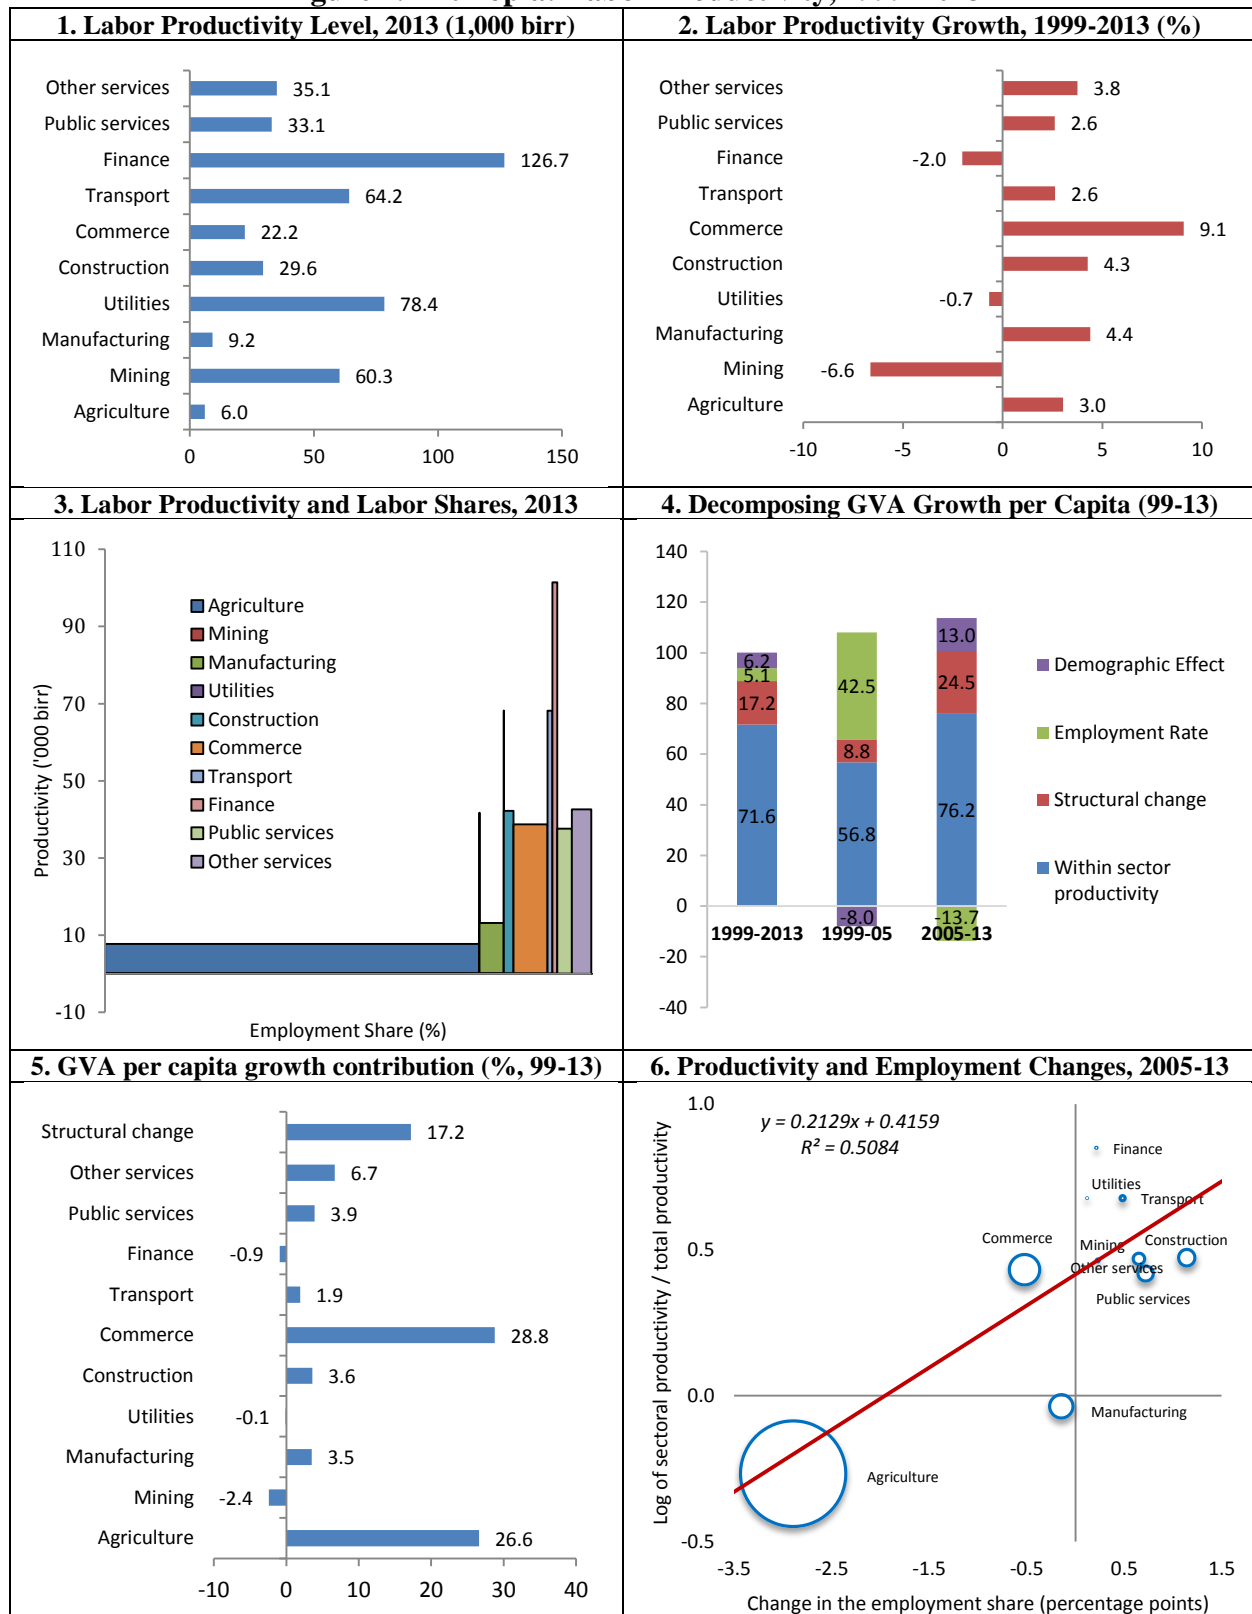 1. Labor Productivity Level, 2013 (1,000 birr)
Other services 35.1
Public services 33.1
Finance 126.7
Transport 64.2
Commerce 22.2
Construction 29.6
Utilities 78.4
Manufacturing 9.2
Mining 60.3
Agriculture 6.0
0 50 100 150
2. Labor Productivity Growth, 1999-2013 (%)
Other services 3.8
Public services 2.6
Finance -2.0
Transport 2.6
Commerce 9.1
Construction 4.3
Utilities -0.7
Manufacturing 4.4
Mining -6.6
Agriculture 3.0
-10 -5 0 5 10
3. Labor Productivity and Labor Shares, 2013
Productivity ('000 birr)
110
90
70
50
30
10
-10
Agriculture
Mining
Manufacturing
Utilities
Construction
Commerce
Transport
Finance
Public services
Other services
Employment Share (%)
4. Decomposing GVA Growth per Capita (99-13)
140
120
100
80
60
40
20
0
-20
-40
6.2
5.1
17.2
71.6
42.5
8.8
56.8
-8.0
13.0
24.5
76.2
-13.7
1999-2013 1999-05 2005-13
Demographic Effect
Employment Rate
Structural change
Within sector
productivity
5. GVA per capita growth contribution (%, 99-13)
Structural change 17.2
Other services 6.7
Public services 3.9
Finance -0.9
Transport 1.9
Commerce 28.8
Construction 3.6
Utilities -0.1
Manufacturing 3.5
Mining -2.4
Agriculture 26.6
-10 0 10 20 30 40
6. Productivity and Employment Changes, 2005-13
Log of sectoral productivity / total productivity
1.0
0.5
0.0
-0.5
y = 0.2129x + 0.4159
R² = 0.5084
Finance
Utilities
Transport
Commerce
Mining
Construction
Other services
Public services
Manufacturing
Agriculture
-3.5 -2.5 -1.5 -0.5 0.5 1.5
Change in the employment share (percentage points)